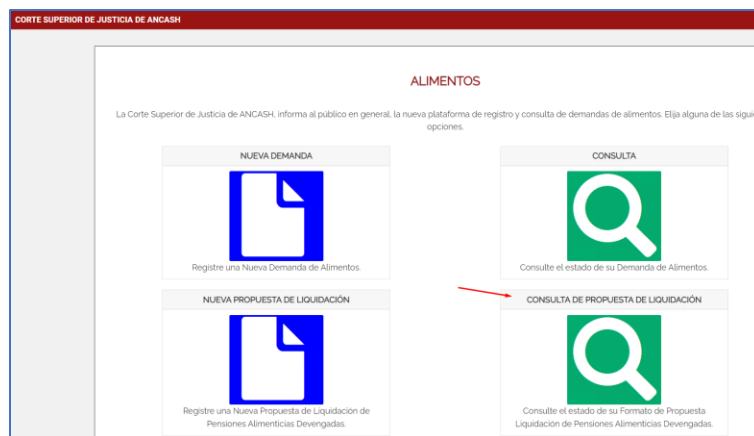 CORTE SUPERIOR DE JUSTICIA DE ANCASH
ALIMENTOS
La Corte Superior de Justicia de ANCASH, informa al público en general, la nueva plataforma de registro y consulta de demandas de alimentos. Elija alguna de las
opciones.
NUEVA DEMANDA
Registre una Nueva Demanda de Alimentos.
CONSULTA
Consulte el estado de su Demanda de Alimentos.
NUEVA PROPUESTA DE LIQUIDACIÓN
Registre una Nueva Propuesta de Liquidación de
Pensiones Alimenticias Devengadas.
CONSULTA DE PROPUESTA DE LIQUIDACIÓN
Consulte el estado de su Formato de Propuesta
Liquidación de Pensiones Alimenticias Devengadas.